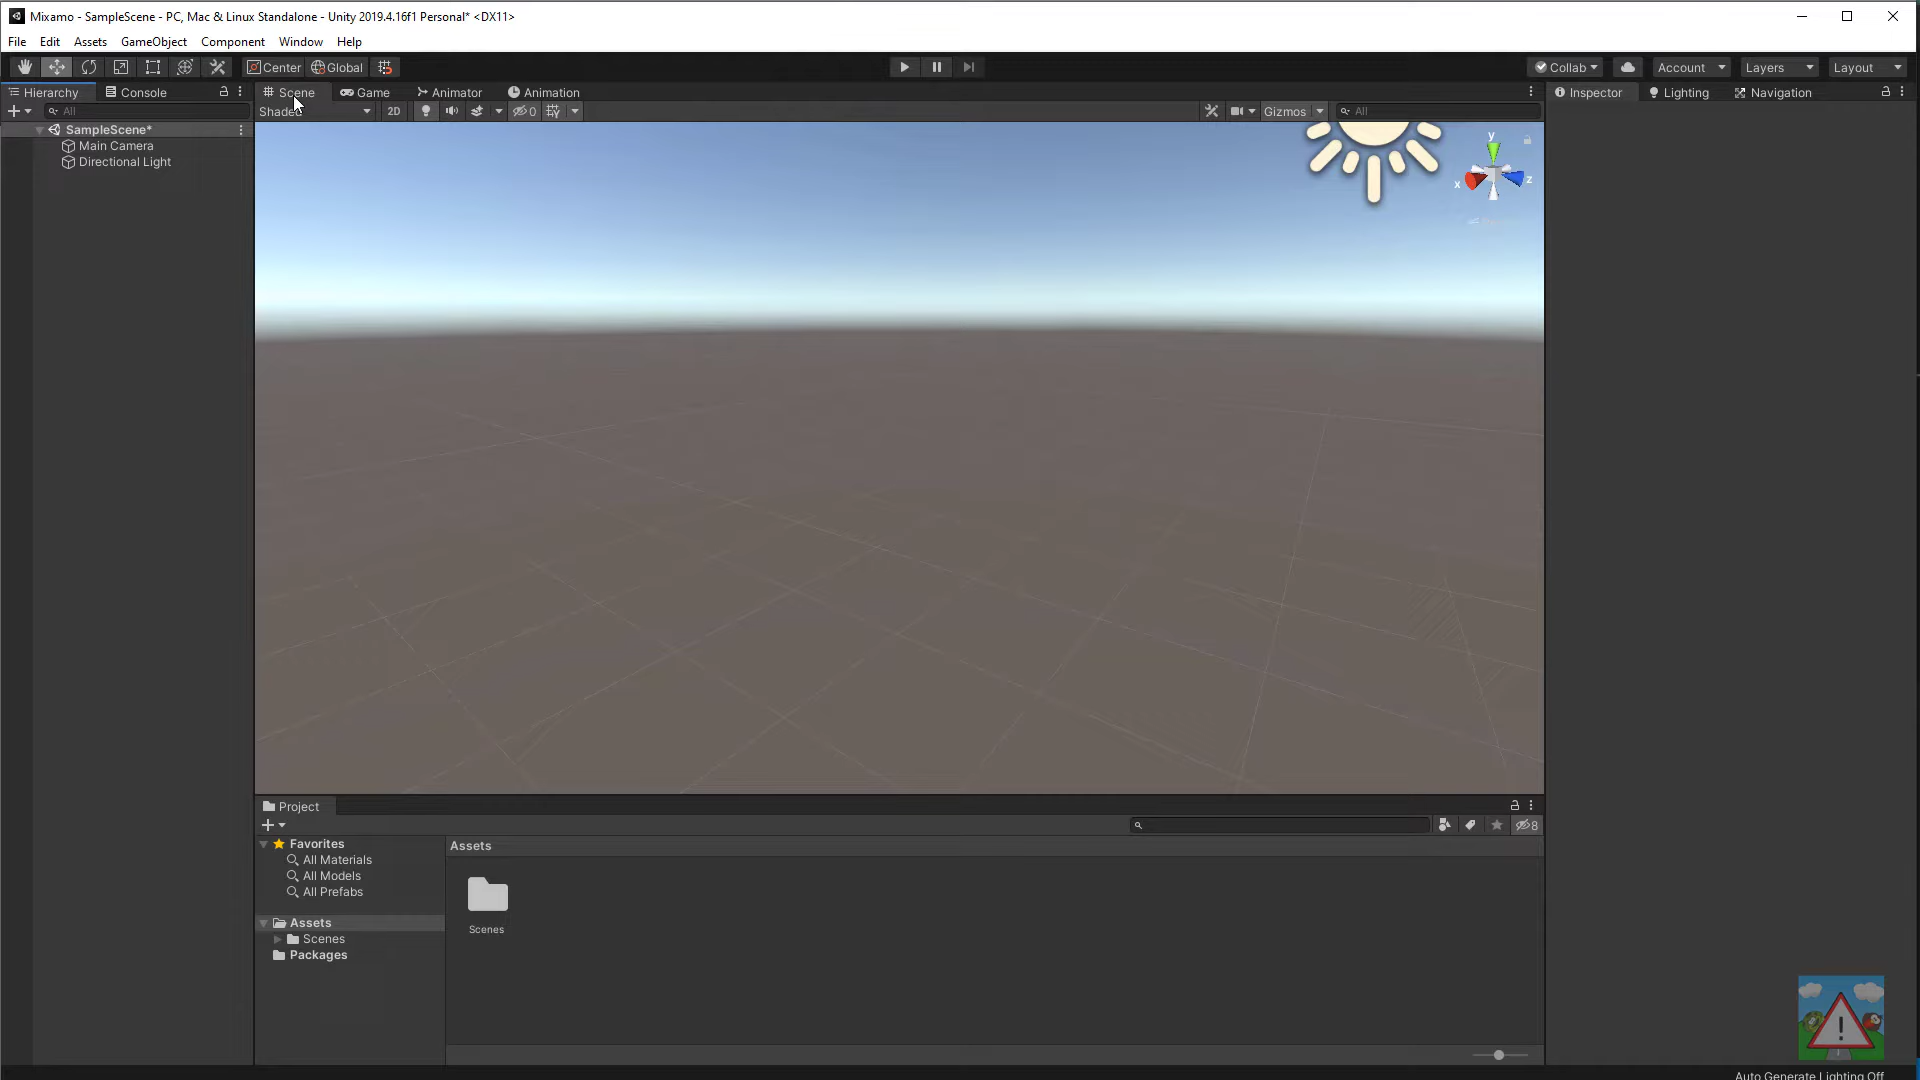 Mixamo - SampleScene - PC, Mac & Linux Standalone - Unity 2019.4.16f1 Personal* <DX11>
File Edit Assets GameObject Component Window Help
Center Global Collab Account Layers Layout
Hierarchy Console Scene Game Animator Animation Inspector Lighting Navigation
All Shaded 2D 0 Gizmos All
SampleScene*
Main Camera
Directional Light
y
x z
Project
8
Favorites
All Materials
All Models
All Prefabs
Assets
Scenes
Packages
Assets
Scenes
Auto Generate Lighting Off